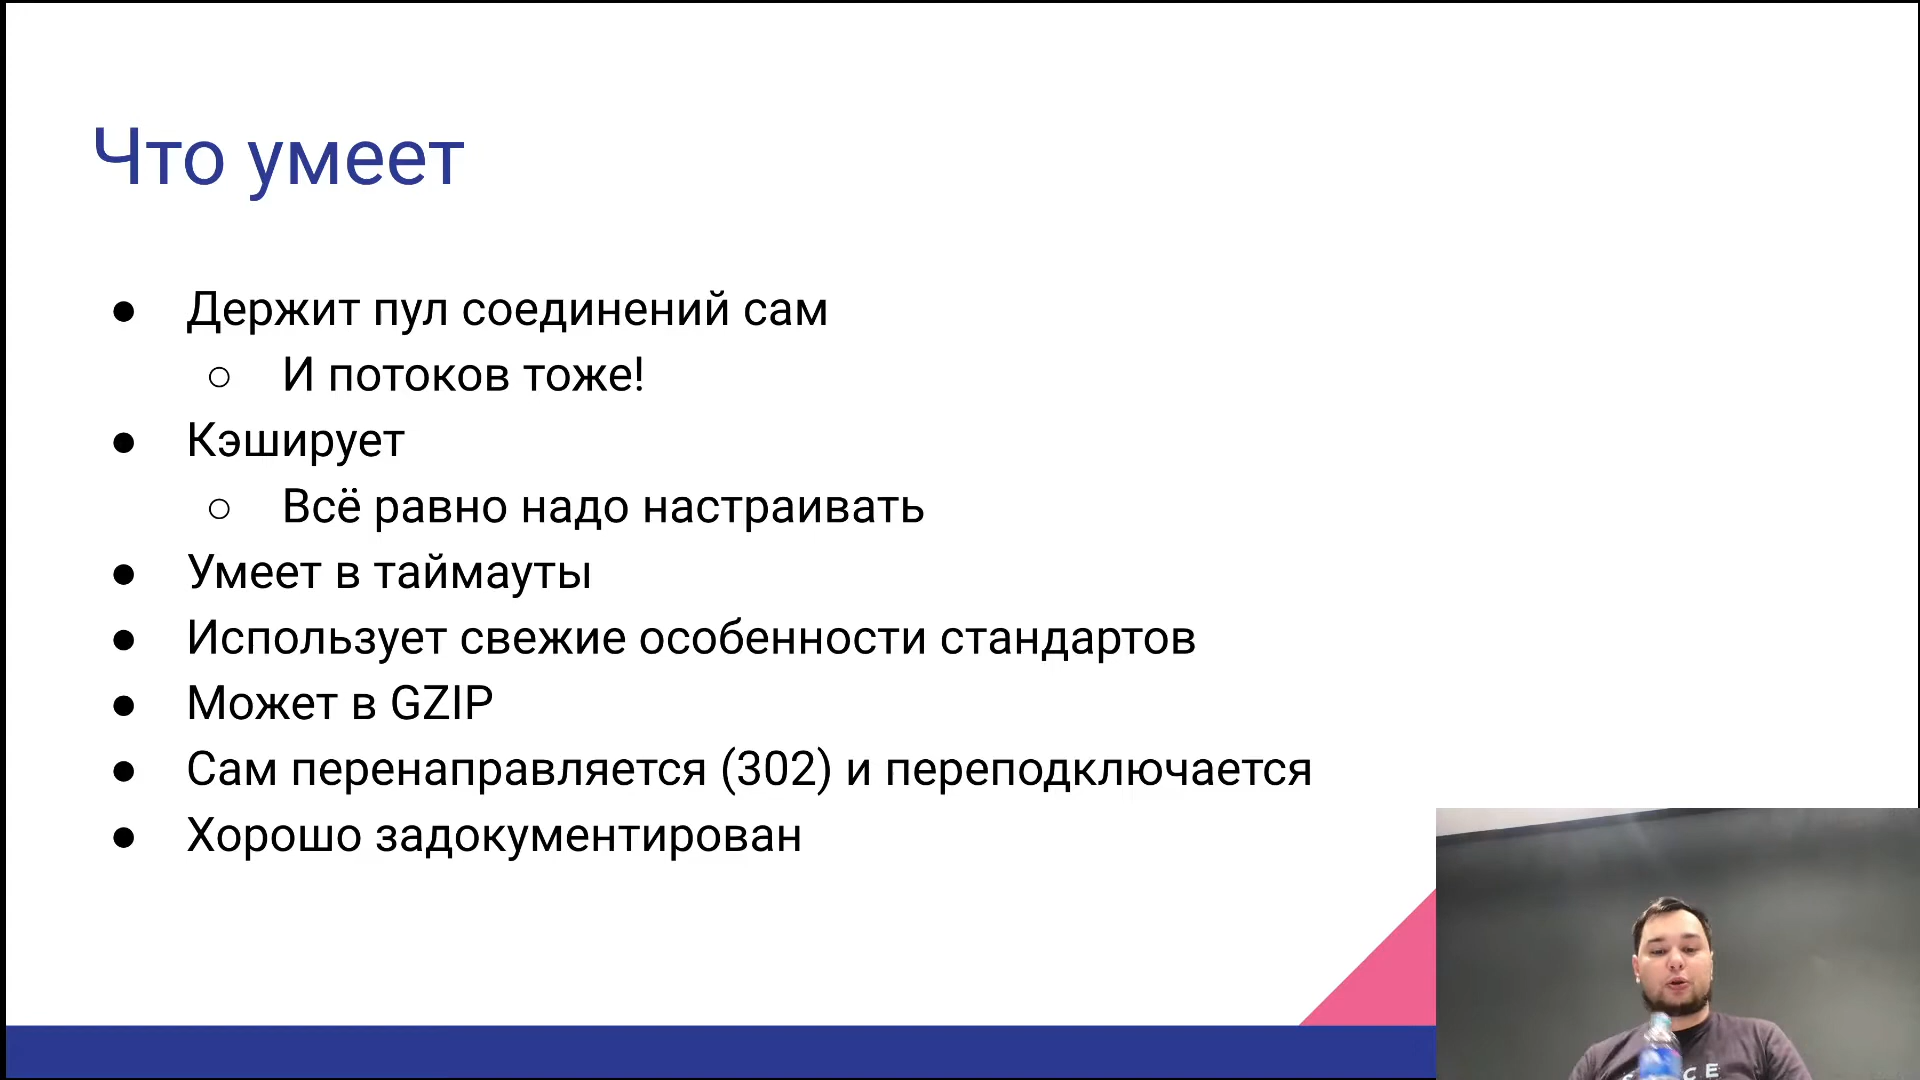 Что умеет
● Держит пул соединений сам
○ И потоков тоже!
● Кэширует
○ Всё равно надо настраивать
● Умеет в таймауты
● Использует свежие особенности стандартов
● Может в GZIP
● Сам перенаправляется (302) и переподключается
● Хорошо задокументирован